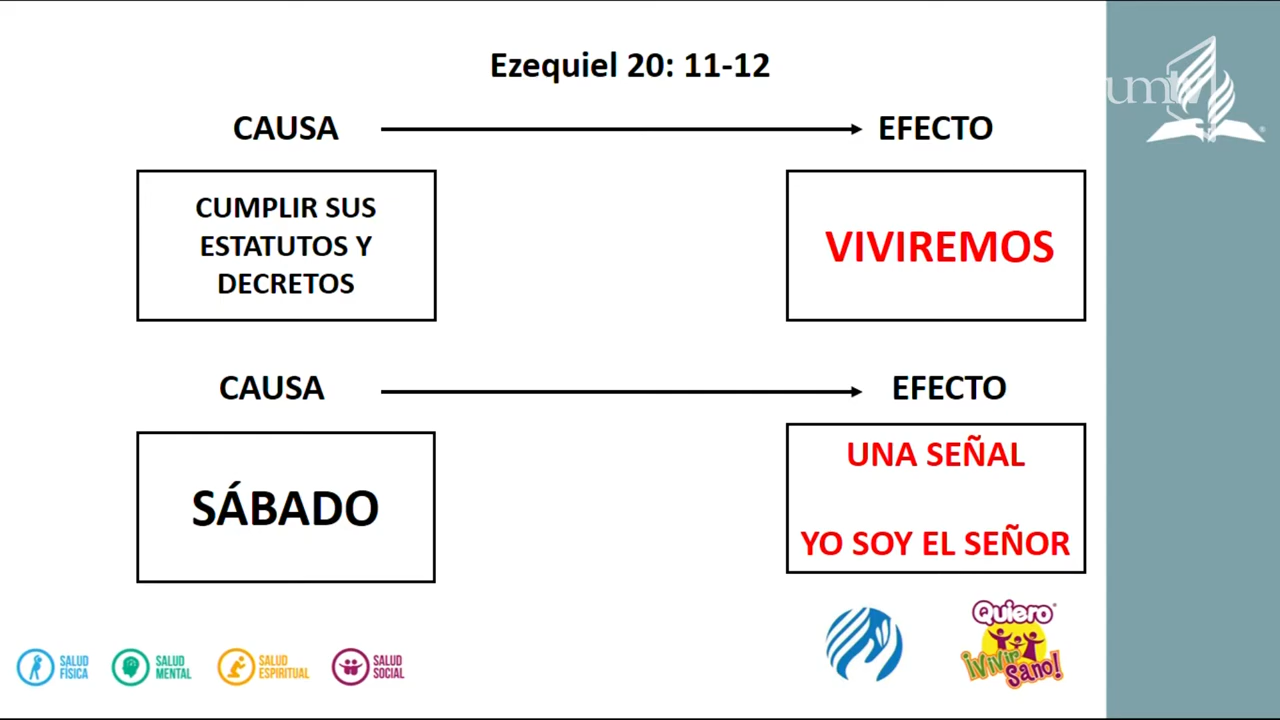 Ezequiel 20: 11-12
CAUSA
EFECTO
CUMPLIR SUS
ESTATUTOS Y
DECRETOS
VIVIREMOS
CAUSA
EFECTO
SÁBADO
UNA SEÑAL
YO SOY EL SEÑOR
SALUD
FÍSICA
SALUD
MENTAL
SALUD
ESPIRITUAL
SALUD
SOCIAL
Quiero
¡Vivir
Sano!